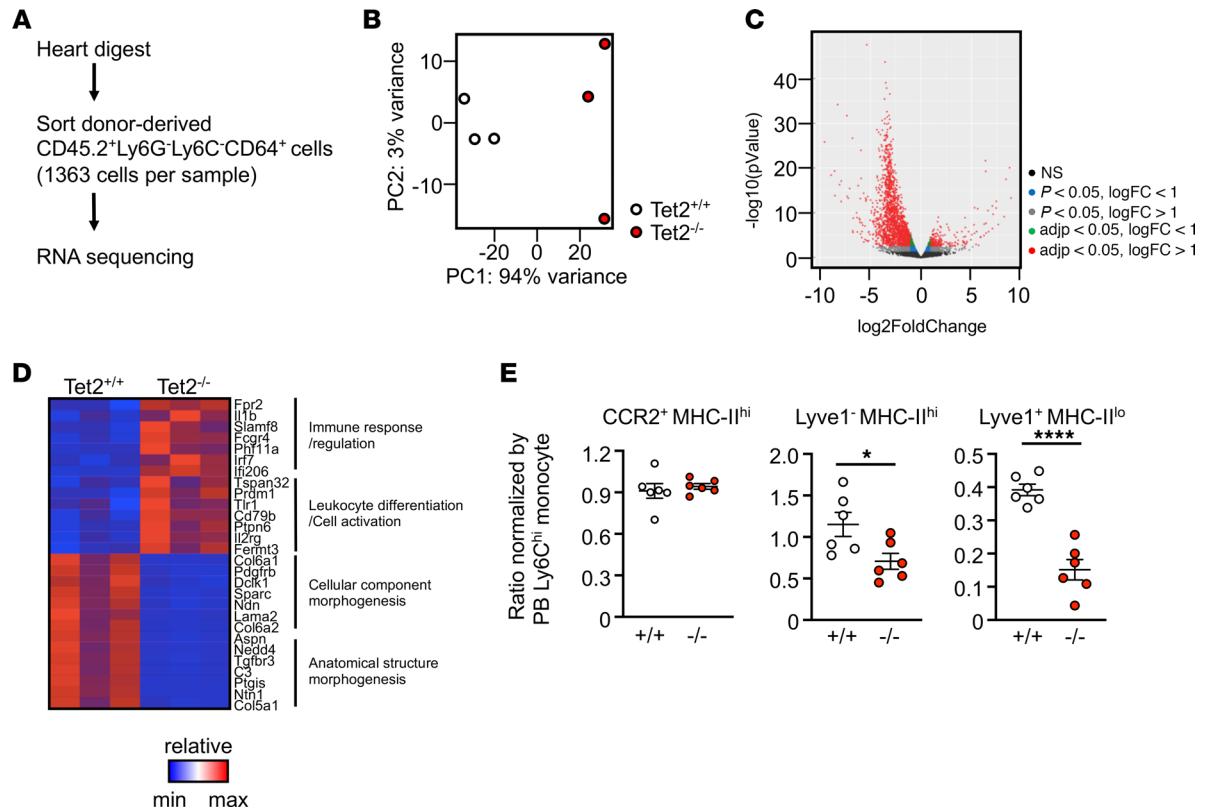 A
Heart digest
Sort donor-derived
CD45.2⁺Ly6G⁻Ly6C⁻CD64⁺ cells
(1363 cells per sample)
RNA sequencing
B
PC2: 3% variance
10
0
-10
-20
0
20
PC1: 94% variance
Tet2⁺/⁺
Tet2⁻/⁻
C
-log10(pValue)
40
30
20
10
0
-10
-5
0
5
10
log2FoldChange
NS
P < 0.05, logFC < 1
P < 0.05, logFC > 1
adjp < 0.05, logFC < 1
adjp < 0.05, logFC > 1
D
Tet2⁺/⁺ Tet2⁻/⁻
Fpr2
Il1b
Slamf8
Fcgr4
Phf11a
Irf7
Ifi206
Tspan32
Prdm1
Tlr1
Cd79b
Ptpn6
Il2rg
Fermt3
Col6a1
Pdgfrb
Dclk1
Sparc
Ndn
Lama2
Col6a2
Aspn
Nedd4
Tgfbr3
C3
Ptgis
Ntn1
Col5a1
Immune response
/regulation
Leukocyte differentiation
/Cell activation
Cellular component
morphogenesis
Anatomical structure
morphogenesis
relative
min max
E
Ratio normalized by
PB Ly6Cʰⁱ monocyte
CCR2⁺ MHC-IIʰⁱ
1.2
0.9
0.6
0.3
0
+/+ -/-
Lyve1⁻ MHC-IIʰⁱ
*
2.0
1.5
1.0
0.5
0
+/+ -/-
Lyve1⁺ MHC-IIˡᵒ
****
0.5
0.4
0.3
0.2
0.1
0
+/+ -/-